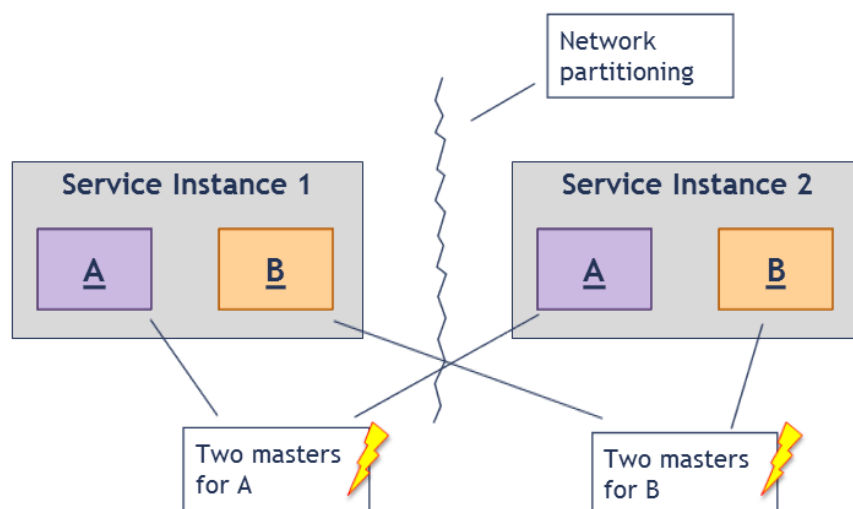 Network
partitioning
Service Instance 1
Service Instance 2
A
B
A
B
Two masters
for A
Two masters
for B